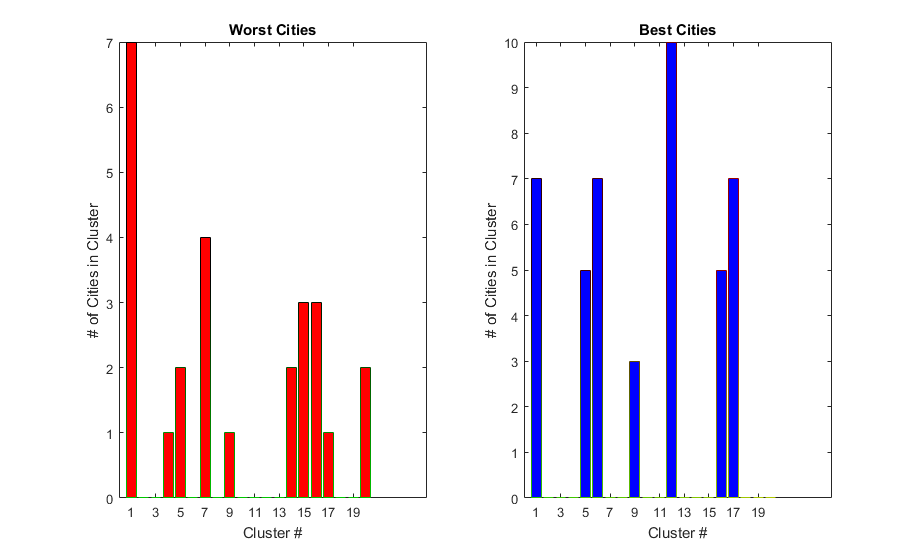 Worst Cities
7
6
5
4
3
2
1
0
# of Cities in Cluster
1 3 5 7 9 11 13 15 17 19
Cluster #
Best Cities
10
9
8
7
6
5
4
3
2
1
0
# of Cities in Cluster
1 3 5 7 9 11 13 15 17 19
Cluster #